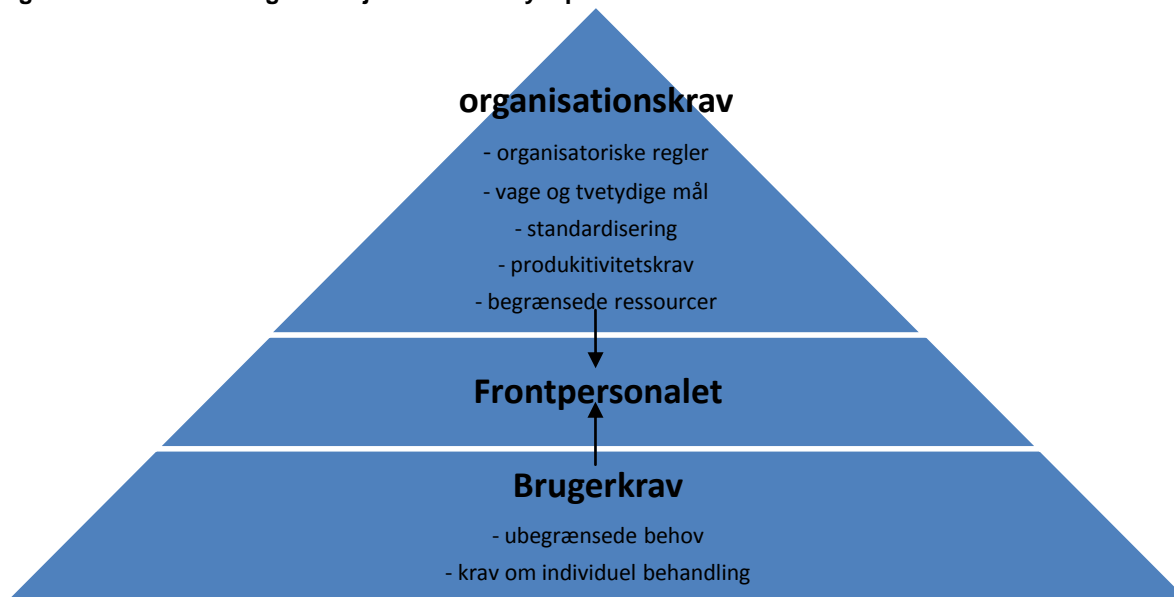 organisationskrav
- organisatoriske regler
- vage og tvetydige mål
- standardisering
- produkitivitetskrav
- begrænsede ressourcer
Frontpersonalet
Brugerkrav
- ubegrænsede behov
- krav om individuel behandling